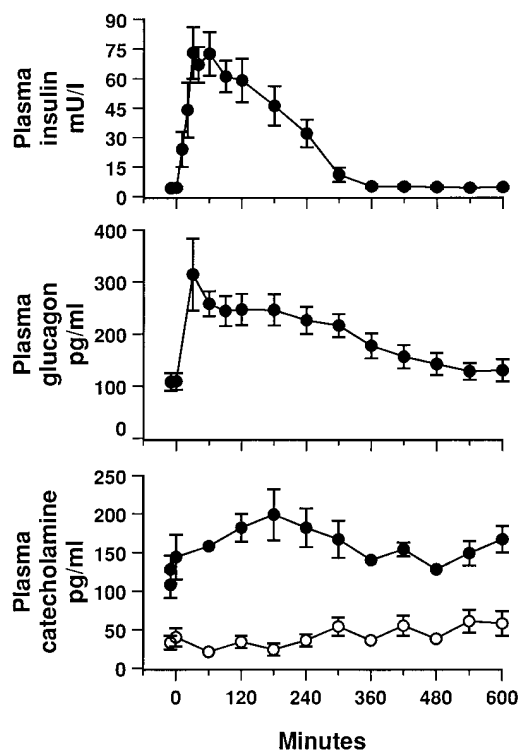 Plasma
insulin
mU/l
90
75
60
45
30
15
0
Plasma
glucagon
pg/ml
400
300
200
100
0
Plasma
catecholamine
pg/ml
250
200
150
100
50
0
0 120 240 360 480 600
Minutes